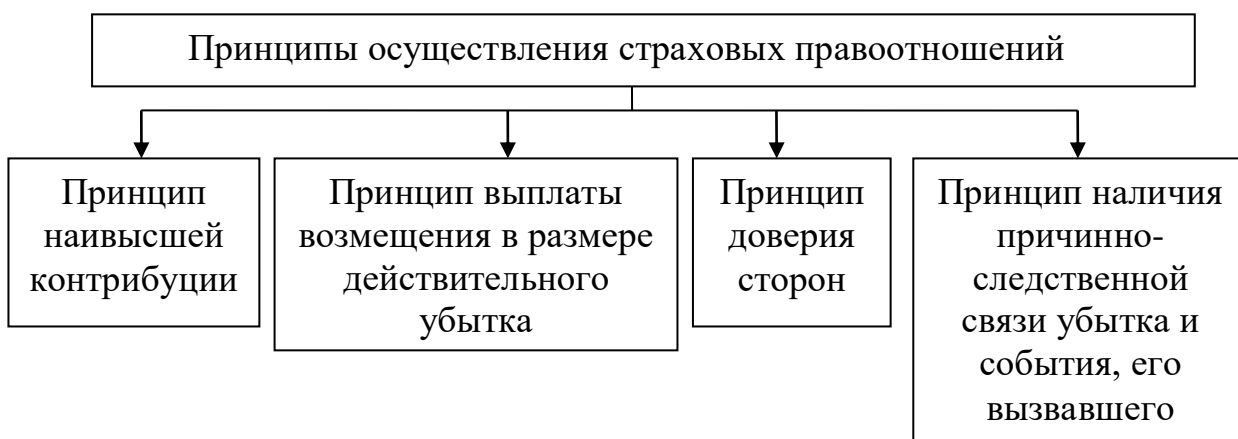 Принципы осуществления страховых правоотношений
Принцип
наивысшей
контрибуции
Принцип выплаты
возмещения в размере
действительного
убытка
Принцип
доверия
сторон
Принцип наличия
причинно-
следственной
связи убытка и
события, его
вызвавшего